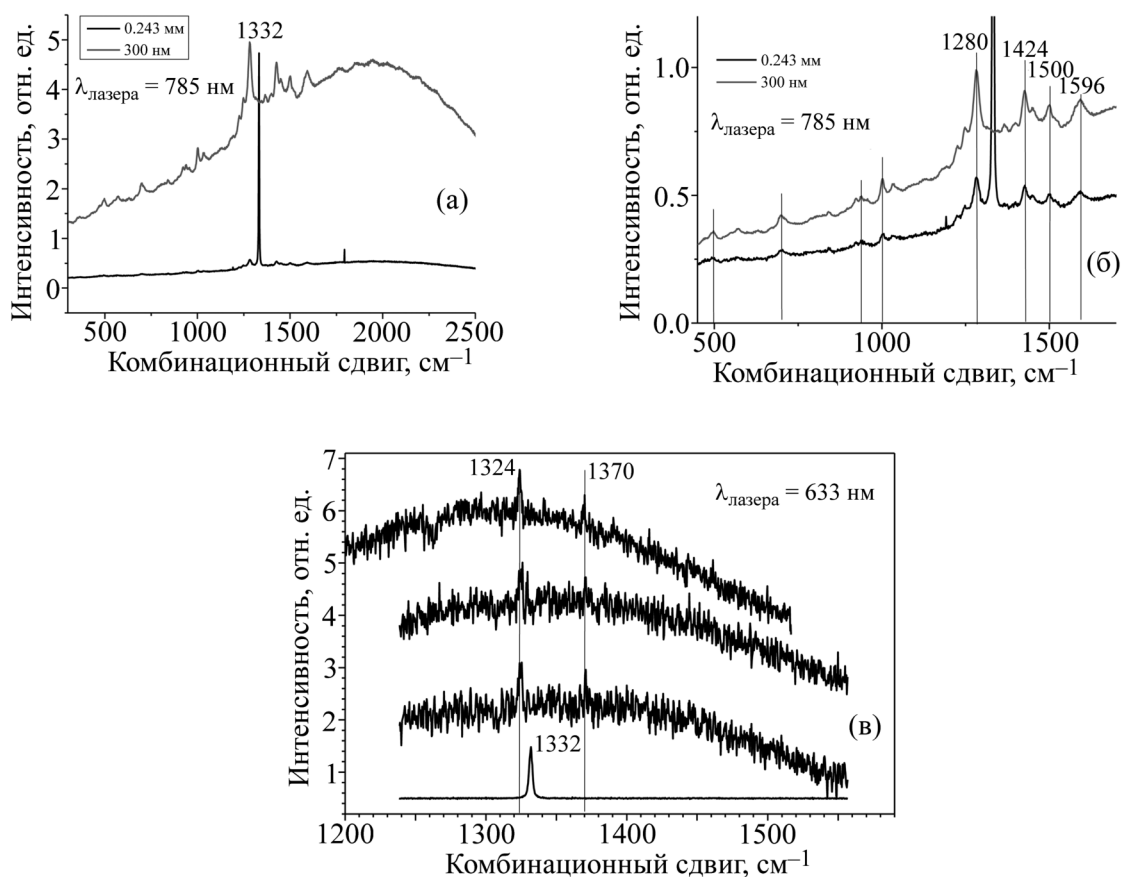 0.243 мм
300 нм
1332
λлазера = 785 нм
(а)
Интенсивность, отн. ед.
5
4
3
2
1
0
500 1000 1500 2000 2500
Комбинационный сдвиг, см–1
0.243 мм
300 нм
1280
1424
1500
1596
λлазера = 785 нм
(б)
Интенсивность, отн. ед.
1.0
0.5
0.0
500 1000 1500
Комбинационный сдвиг, см–1
1324
1370
λлазера = 633 нм
1332
(в)
Интенсивность, отн. ед.
7
6
5
4
3
2
1
1200 1300 1400 1500
Комбинационный сдвиг, см–1